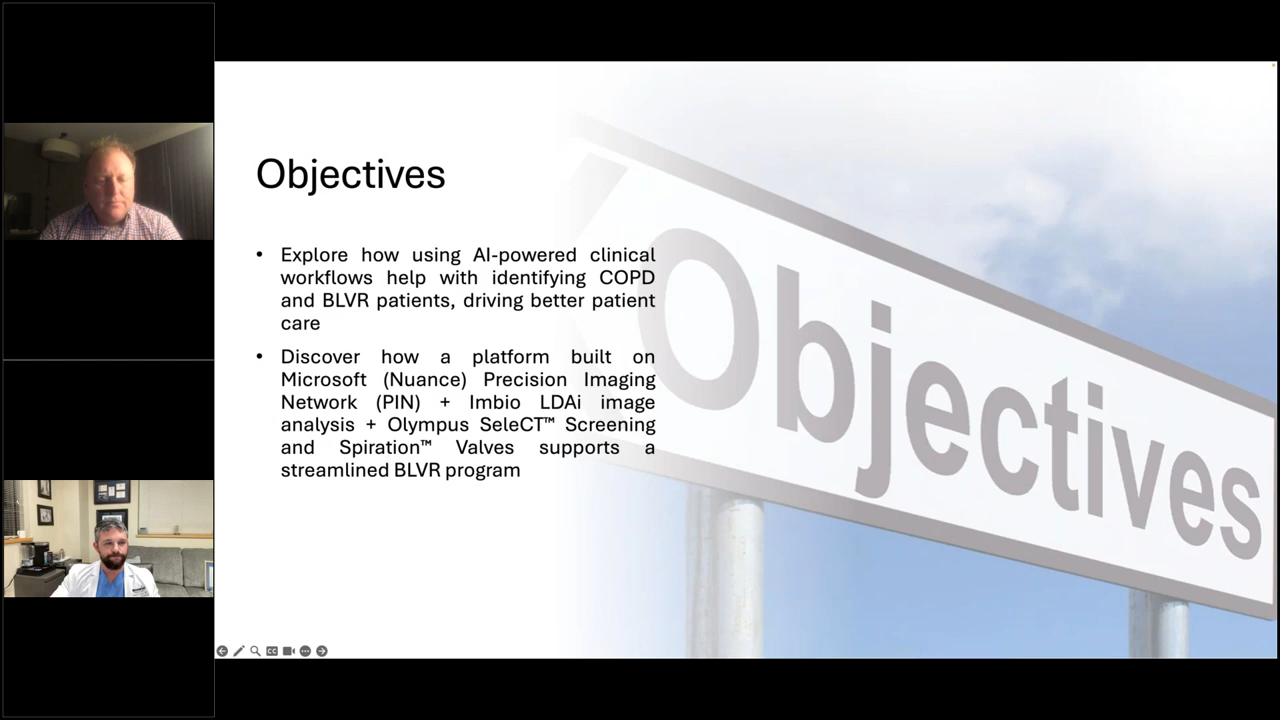 Objectives
• Explore how using AI-powered clinical
workflows help with identifying COPD
and BLVR patients, driving better patient
care
• Discover how a platform built on
Microsoft (Nuance) Precision Imaging
Network (PIN) + Imbio LDAi image
analysis + Olympus SeleCT™ Screening
and Spiration™ Valves supports a
streamlined BLVR program
Objectives
CC